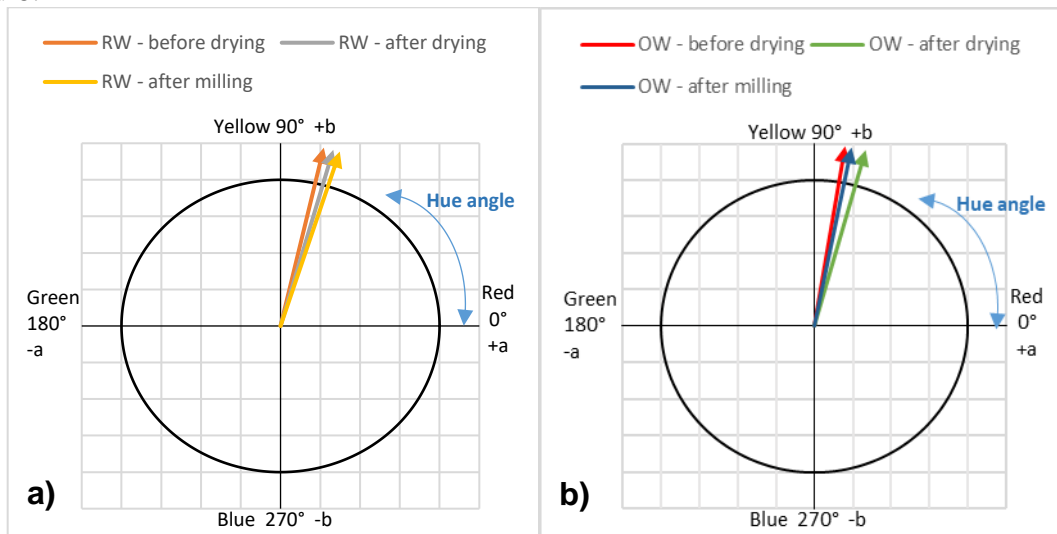 RW - before drying RW - after drying
RW - after milling
Yellow 90° +b
Hue angle
Green
180°
-a
Red
0°
+a
a)
Blue 270° -b
OW - before drying OW - after drying
OW - after milling
Yellow 90° +b
Hue angle
Green
180°
-a
Red
0°
+a
b)
Blue 270° -b